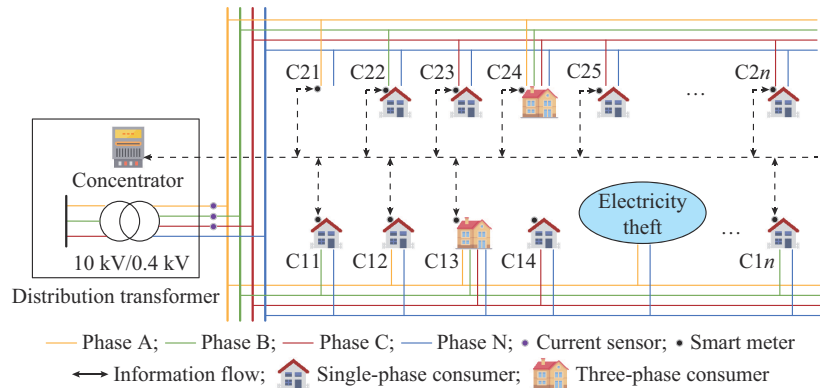 C21 C22 C23 C24 C25 ... C2n
Concentrator
Electricity
theft
...
10 kV/0.4 kV
C11 C12 C13 C14 C1n
Distribution transformer
Phase A; Phase B; Phase C; Phase N; Current sensor; Smart meter
Information flow; Single-phase consumer; Three-phase consumer